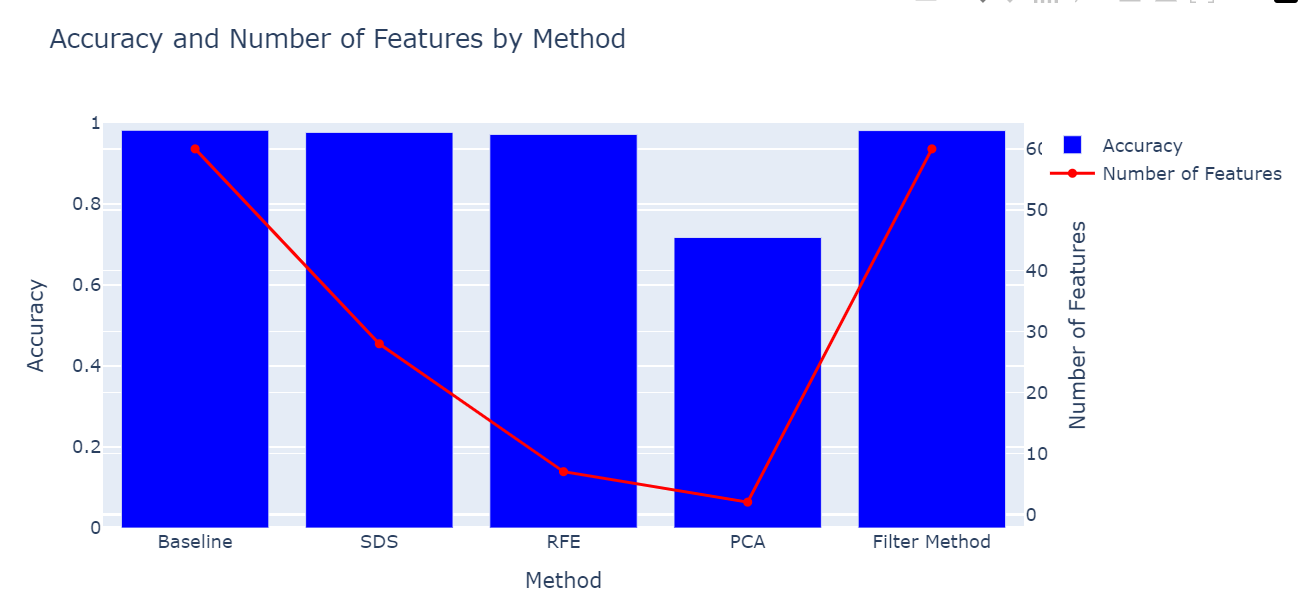 Accuracy and Number of Features by Method
1
0.8
0.6
0.4
0.2
0
Accuracy
Baseline
SDS
RFE
PCA
Filter Method
Method
60
50
40
30
20
10
0
Number of Features
Accuracy
Number of Features